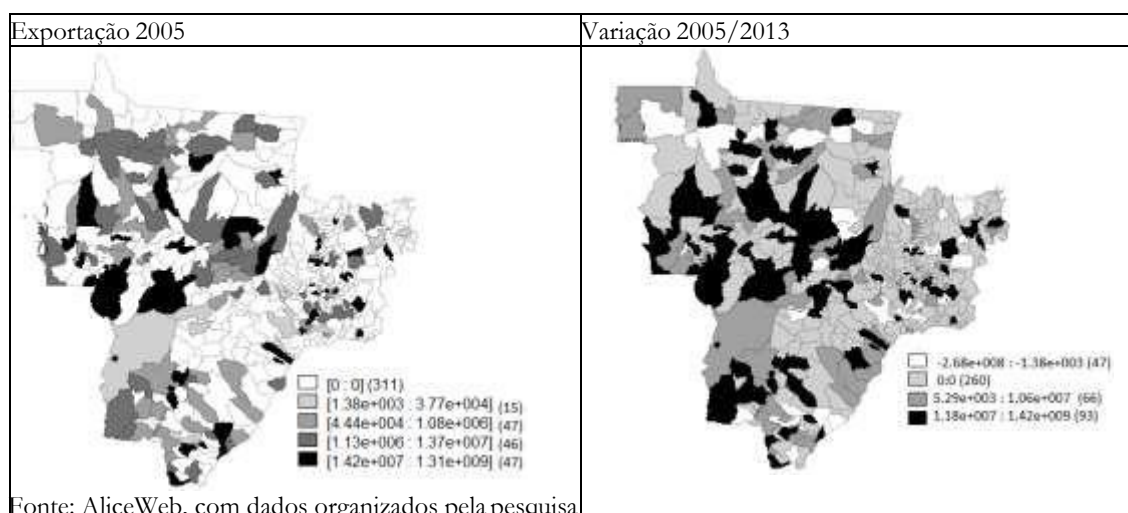 Exportação 2005
Variação 2005/2013
[0 : 0] (311)
[1.38e+003 : 3.77e+004] (15)
[4.44e+004 : 1.08e+006] (47)
[1.13e+006 : 1.37e+007] (46)
[1.42e+007 : 1.31e+009] (47)
-2.68e+008 : -1.38e+003 (47)
0:0 (260)
5.29e+003 : 1.06e+007 (66)
1.18e+007 : 1.42e+009 (93)
Fonte: AliceWeb, com dados organizados pela pesquisa